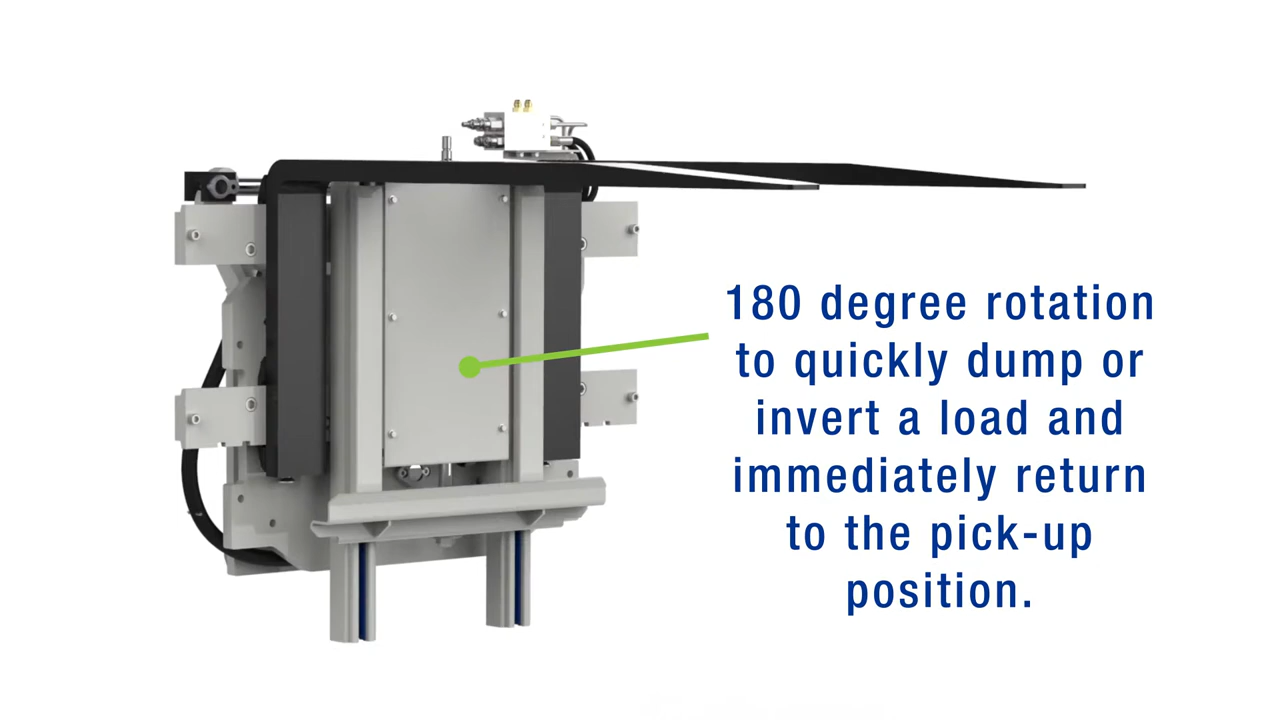 180 degree rotation
to quickly dump or
invert a load and
immediately return
to the pick-up
position.